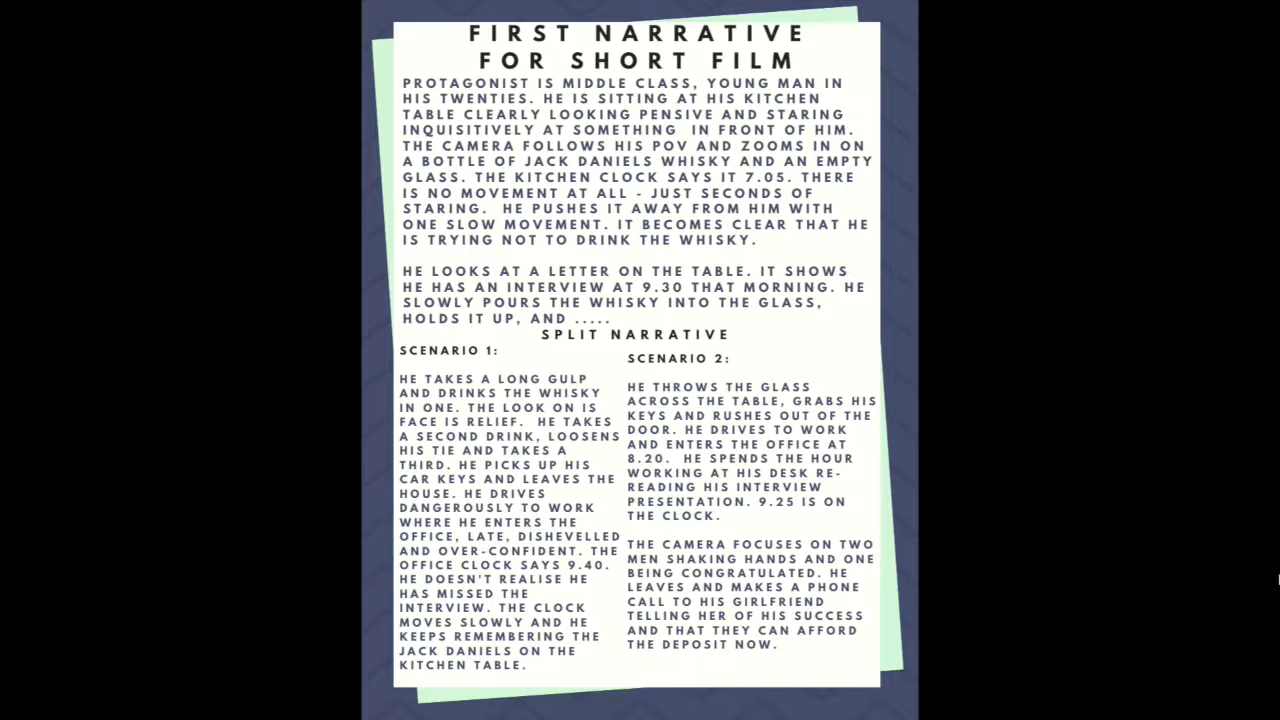 FIRST NARRATIVE
FOR SHORT FILM
PROTAGONIST IS MIDDLE CLASS, YOUNG MAN IN
HIS TWENTIES. HE IS SITTING AT HIS KITCHEN
TABLE CLEARLY LOOKING PENSIVE AND STARING
INQUISITIVELY AT SOMETHING IN FRONT OF HIM.
THE CAMERA FOLLOWS HIS POV AND ZOOMS IN ON
A BOTTLE OF JACK DANIELS WHISKY AND AN EMPTY
GLASS. THE KITCHEN CLOCK SAYS IT 7.05. THERE
IS NO MOVEMENT AT ALL - JUST SECONDS OF
STARING. HE PUSHES IT AWAY FROM HIM WITH
ONE SLOW MOVEMENT. IT BECOMES CLEAR THAT HE
IS TRYING NOT TO DRINK THE WHISKY.
HE LOOKS AT A LETTER ON THE TABLE. IT SHOWS
HE HAS AN INTERVIEW AT 9.30 THAT MORNING. HE
SLOWLY POURS THE WHISKY INTO THE GLASS,
HOLDS IT UP, AND .....
SPLIT NARRATIVE
SCENARIO 1:
HE TAKES A LONG GULP
AND DRINKS THE WHISKY
IN ONE. THE LOOK ON IS
FACE IS RELIEF. HE TAKES
A SECOND DRINK, LOOSENS
HIS TIE AND TAKES A
THIRD. HE PICKS UP HIS
CAR KEYS AND LEAVES THE
HOUSE. HE DRIVES
DANGEROUSLY TO WORK
WHERE HE ENTERS THE
OFFICE, LATE, DISHEVELLED
AND OVER-CONFIDENT. THE
OFFICE CLOCK SAYS 9.40.
HE DOESN'T REALISE HE
HAS MISSED THE
INTERVIEW. THE CLOCK
MOVES SLOWLY AND HE
KEEPS REMEMBERING THE
JACK DANIELS ON THE
KITCHEN TABLE.
SCENARIO 2:
HE THROWS THE GLASS
ACROSS THE TABLE, GRABS HIS
KEYS AND RUSHES OUT OF THE
DOOR. HE DRIVES TO WORK
AND ENTERS THE OFFICE AT
8.20. HE SPENDS THE HOUR
WORKING AT HIS DESK RE-
READING HIS INTERVIEW
PRESENTATION. 9.25 IS ON
THE CLOCK.
THE CAMERA FOCUSES ON TWO
MEN SHAKING HANDS AND ONE
BEING CONGRATULATED. HE
LEAVES AND MAKES A PHONE
CALL TO HIS GIRLFRIEND
TELLING HER OF HIS SUCCESS
AND THAT THEY CAN AFFORD
THE DEPOSIT NOW.